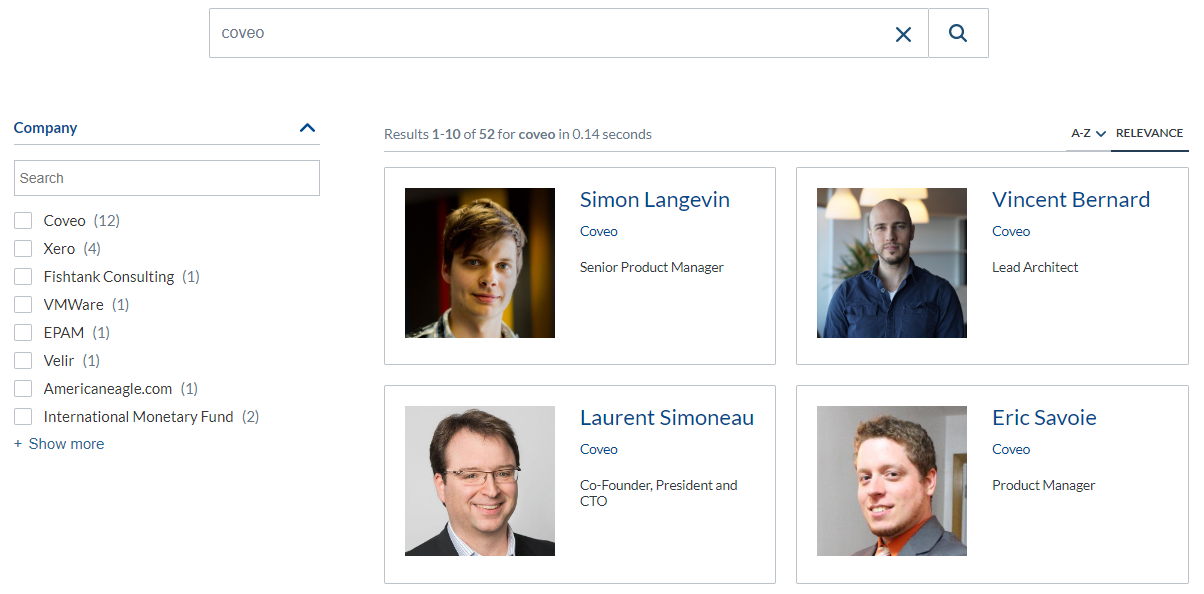 coveo
Company
Search
Coveo (12)
Xero (4)
Fishtank Consulting (1)
VMWare (1)
EPAM (1)
Velir (1)
Americaneagle.com (1)
International Monetary Fund (2)
+ Show more
Results 1-10 of 52 for coveo in 0.14 seconds
A-Z
RELEVANCE
Simon Langevin
Coveo
Senior Product Manager
Vincent Bernard
Coveo
Lead Architect
Laurent Simoneau
Coveo
Co-Founder, President and
CTO
Eric Savoie
Coveo
Product Manager